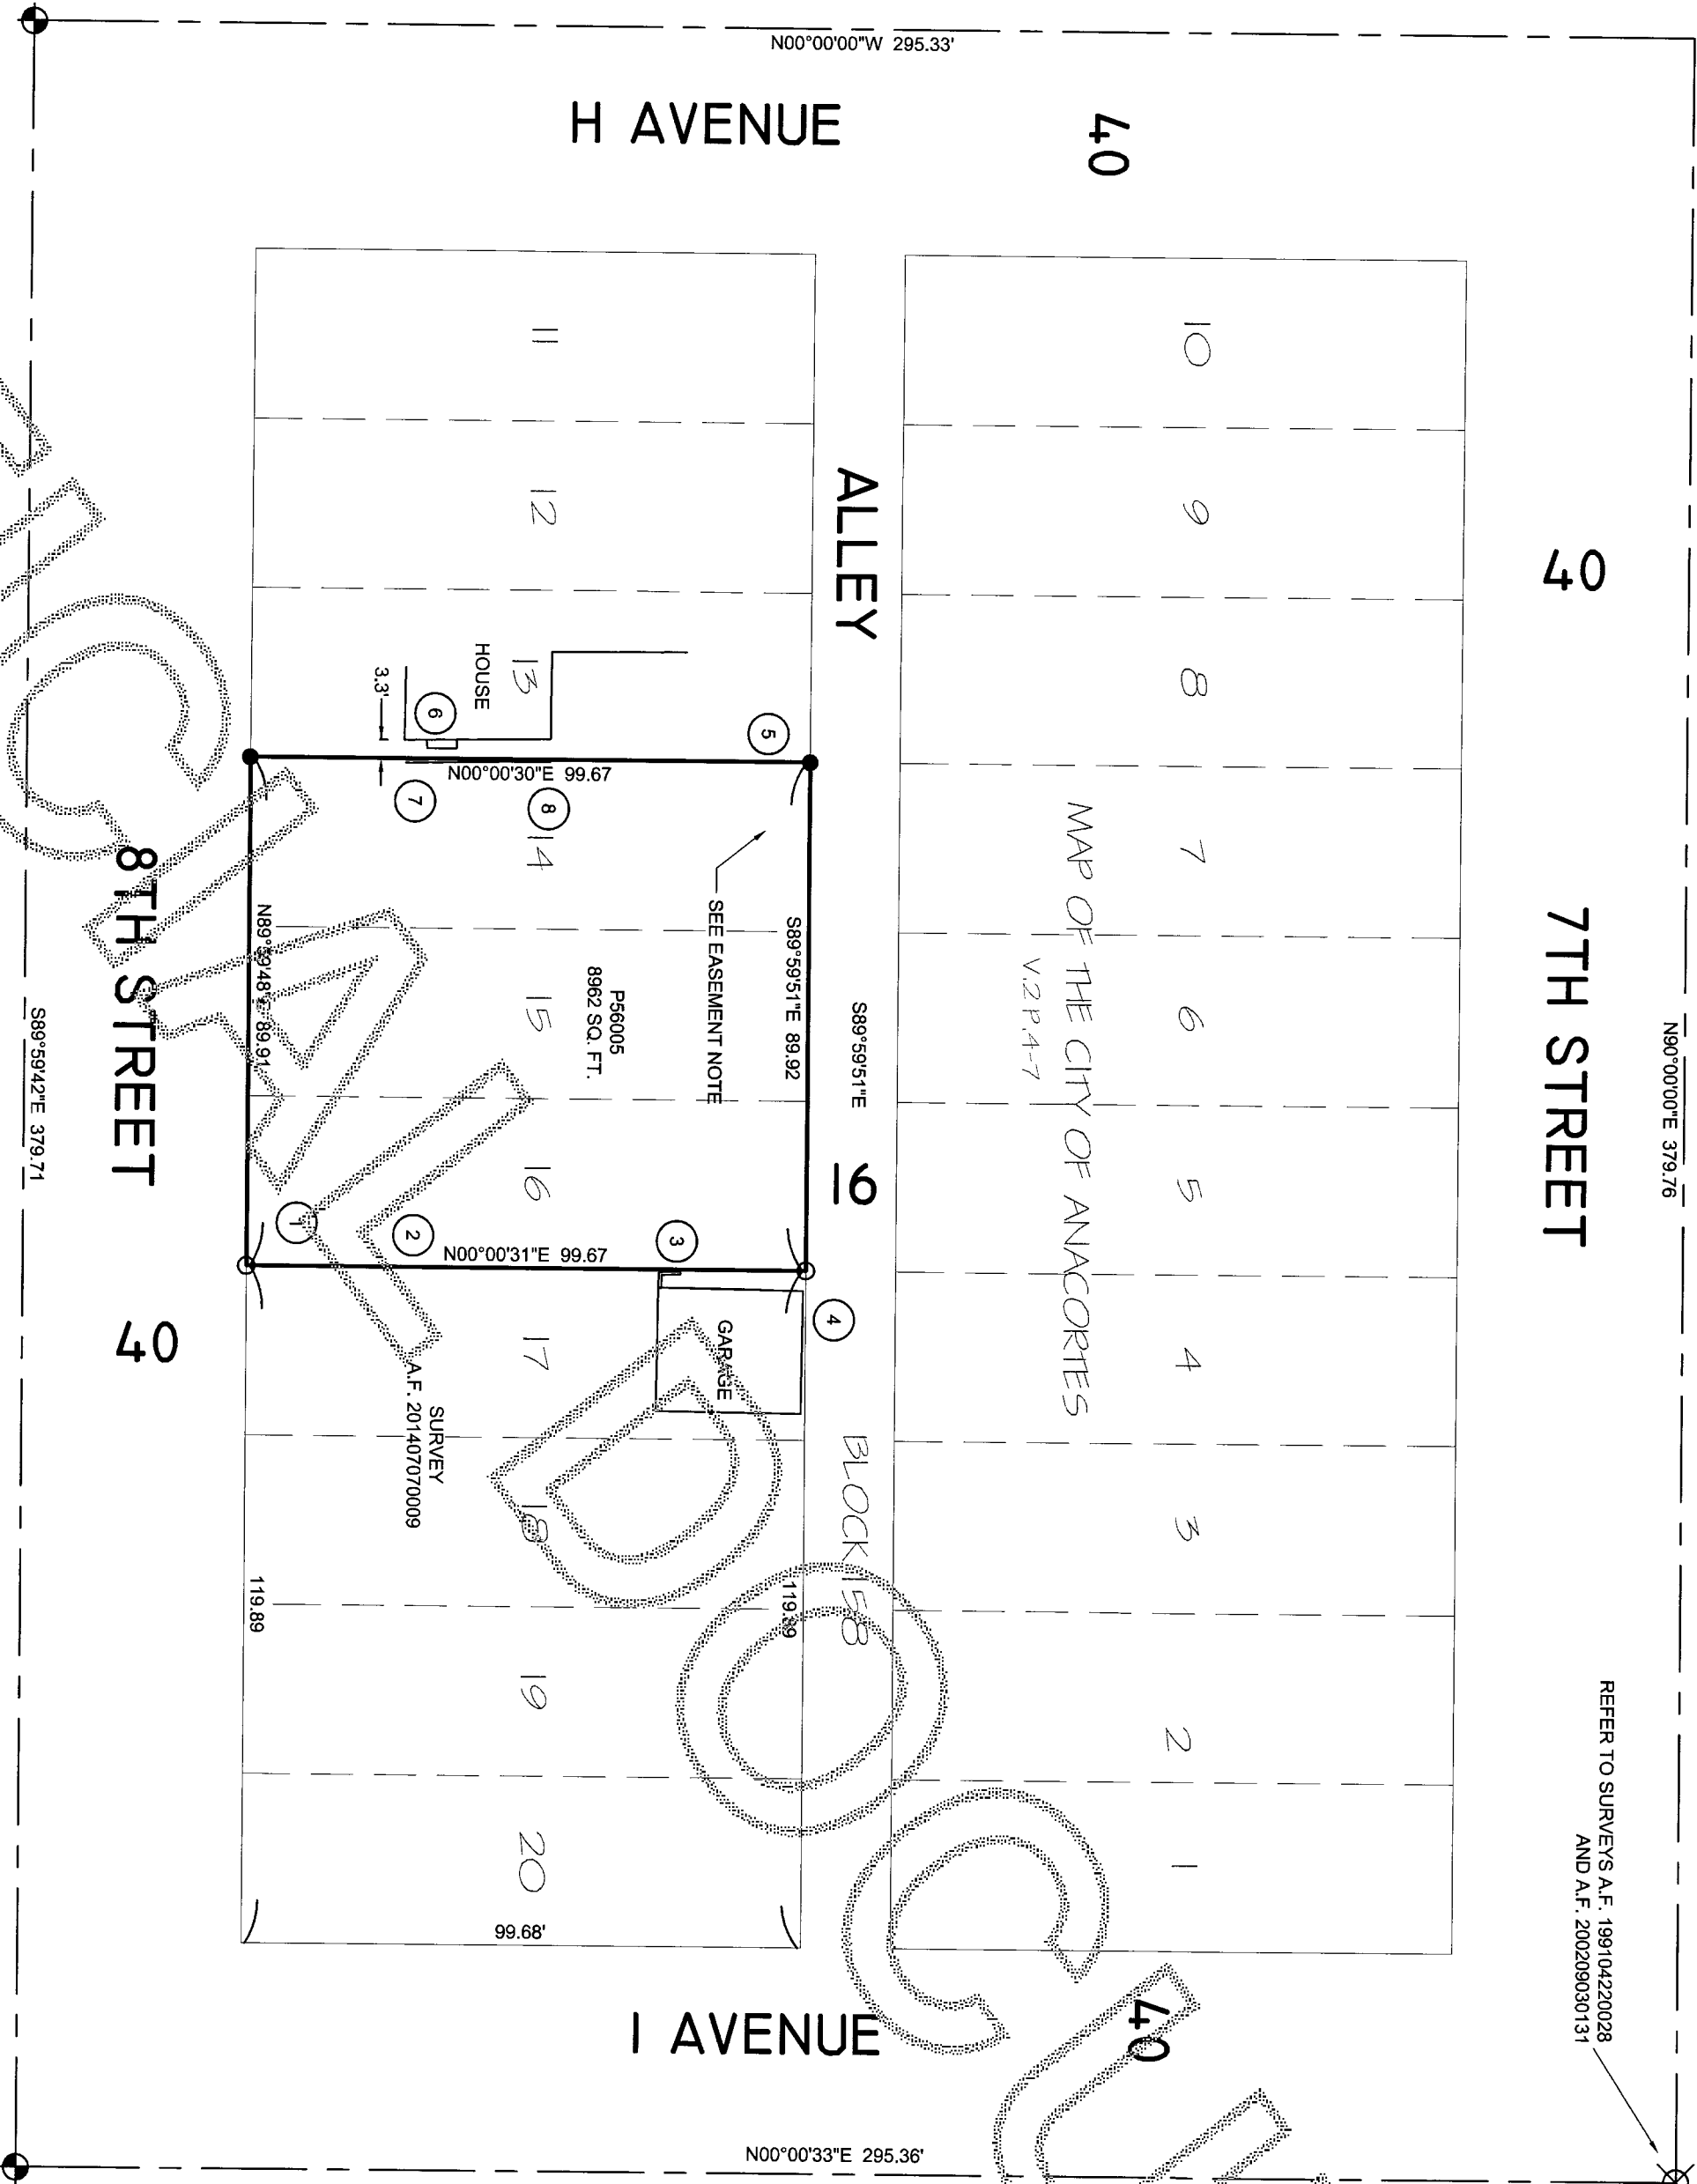 N00°00'00"W 295.33'
H AVENUE
40
40
7TH STREET
N90°00'00"E 379.76
REFER TO SURVEYS A.F. 199104220028
AND A.F. 200209030131
10
9
8
7
6
5
4
3
2
1
MAP OF THE CITY OF ANACORTES
V.2 P.4-7
ALLEY
S89°59'51"E
16
BLOCK 158
11
12
13
14
15
16
17
18
19
20
HOUSE
3.3'
6
5
7
8
N00°00'30"E 99.67
SEE EASEMENT NOTE
S89°59'51"E 89.92
P56005
8962 SQ. FT.
N89°59'48" 89.91
1
2
3
4
N00°00'31"E 99.67
GARAGE
SURVEY
A.F. 201407070009
119.89
119.89
99.68'
8TH STREET
40
S89°59'42"E 379.71
I AVENUE
40
N00°00'33"E 295.36'
ICIAL DOCU